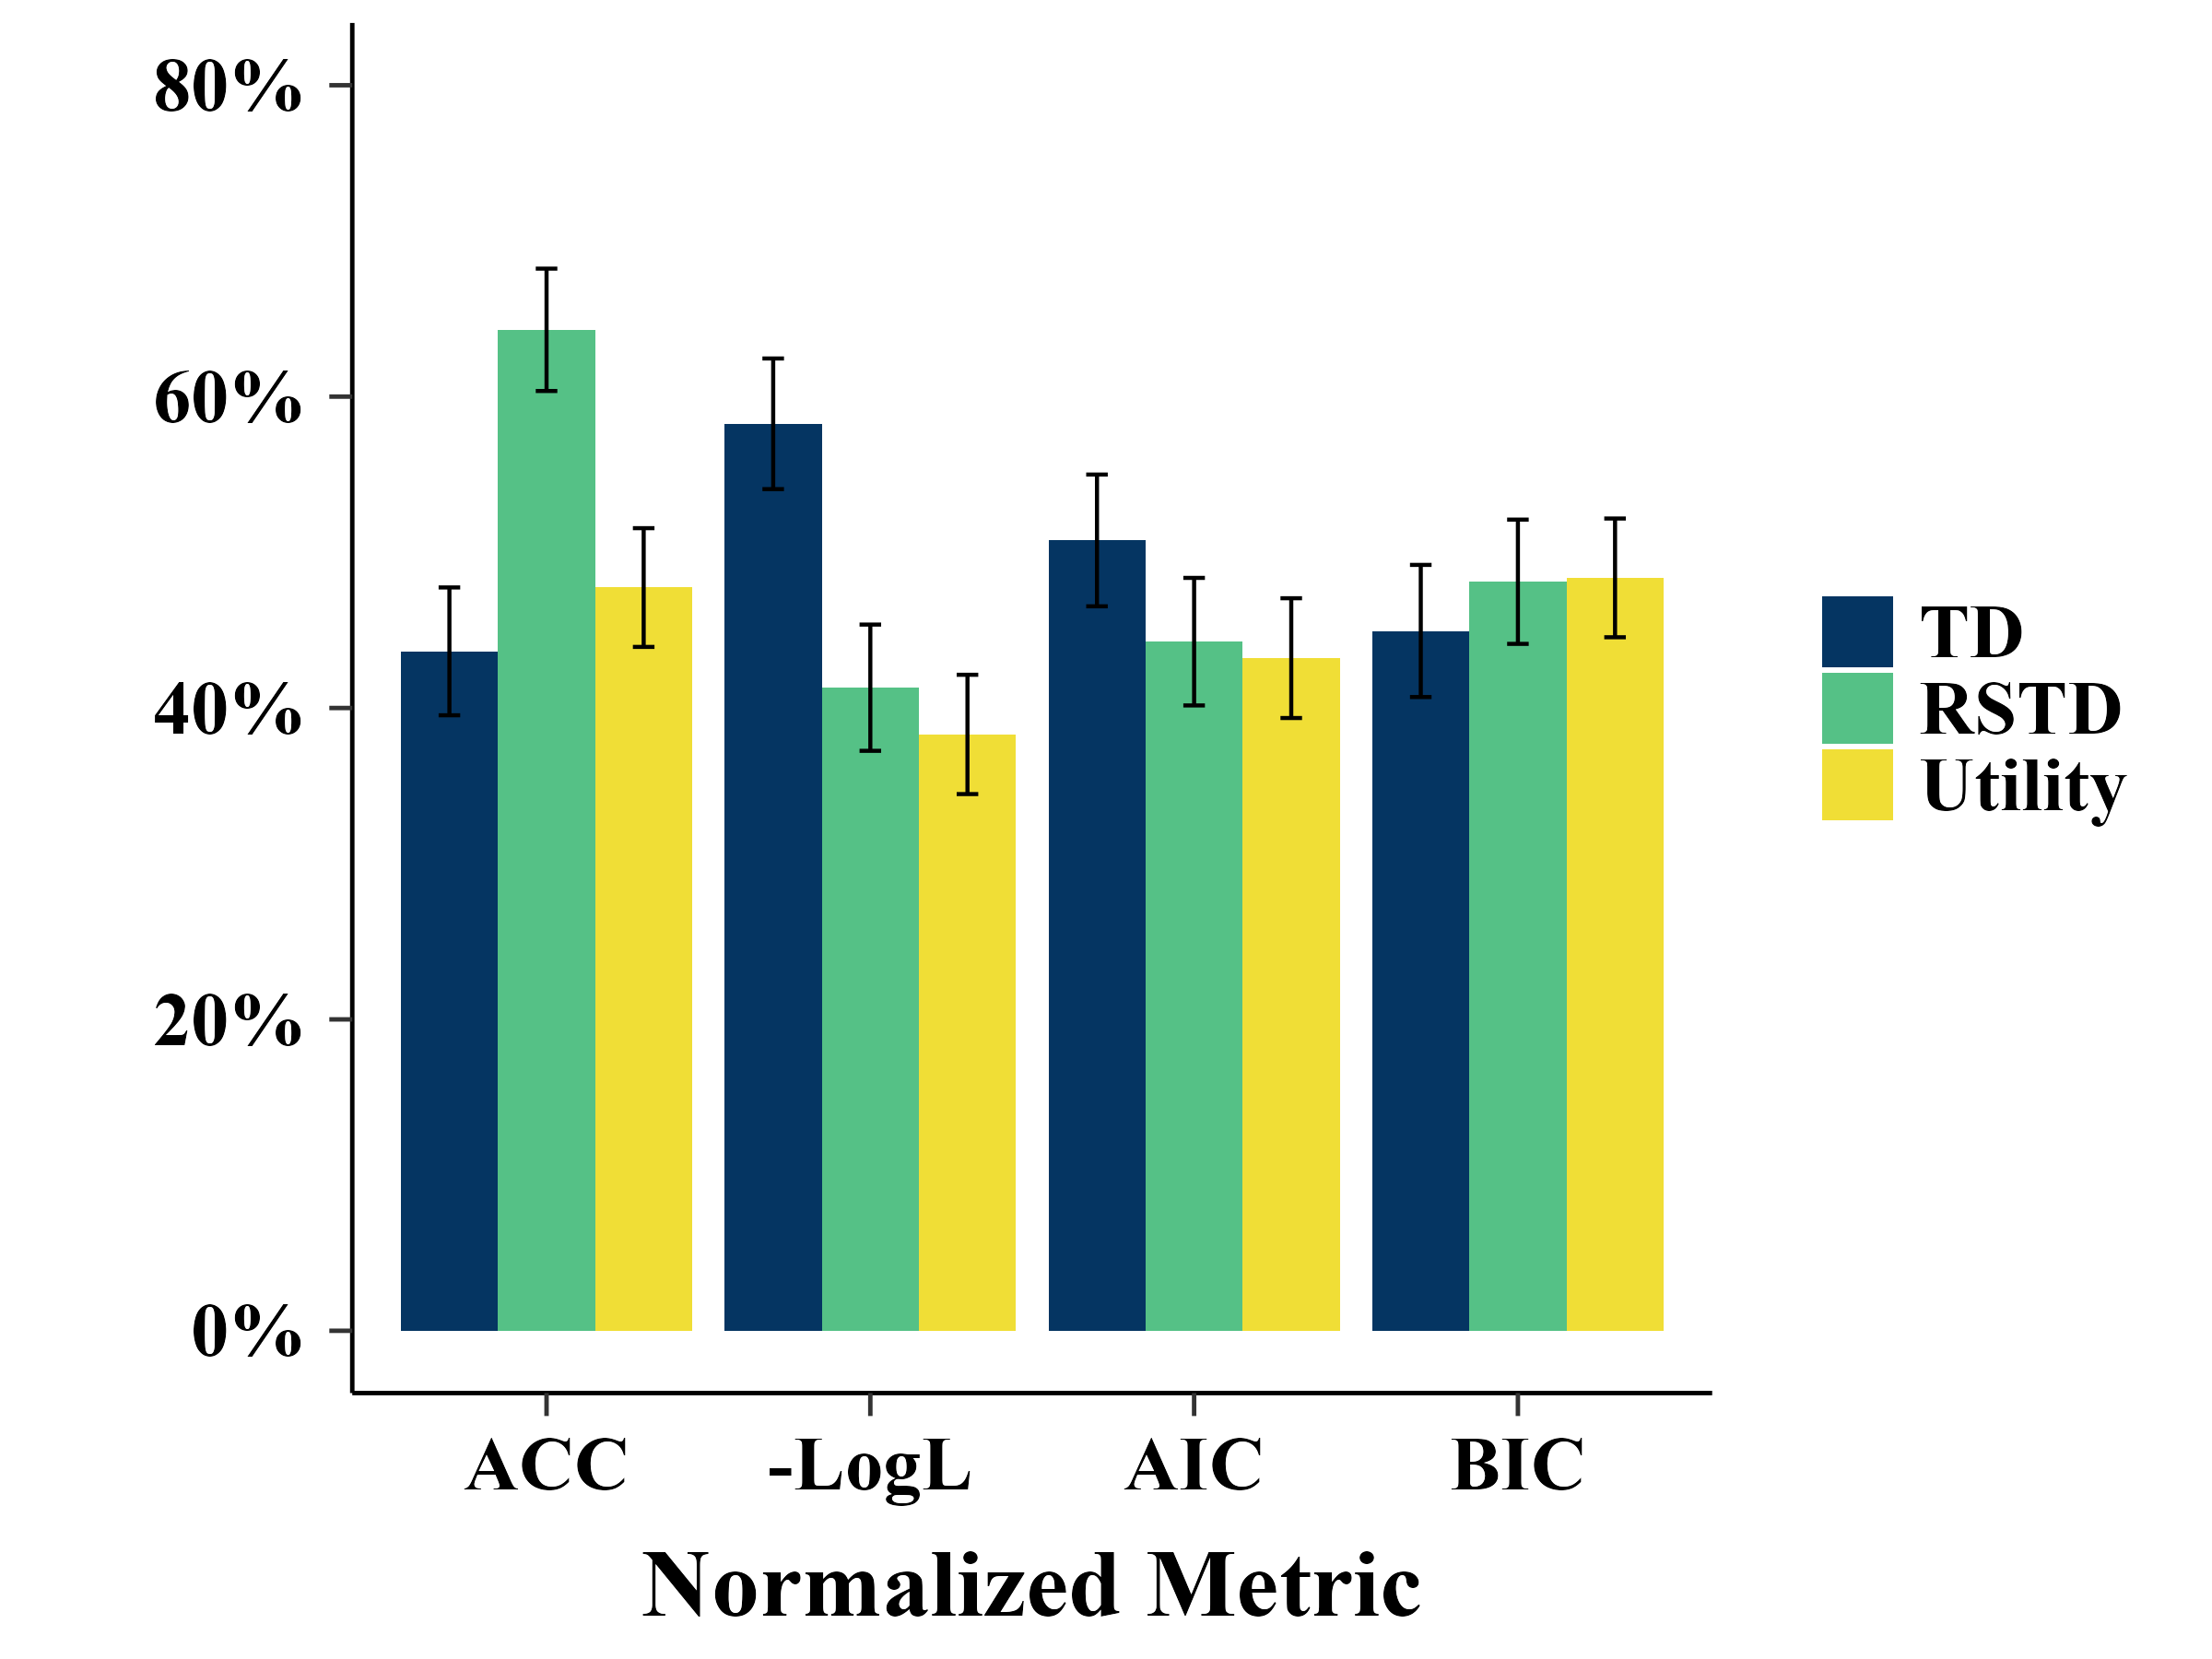 80%
60%
40%
20%
0%
ACC -LogL AIC BIC
Normalized Metric
TD
RSTD
Utility